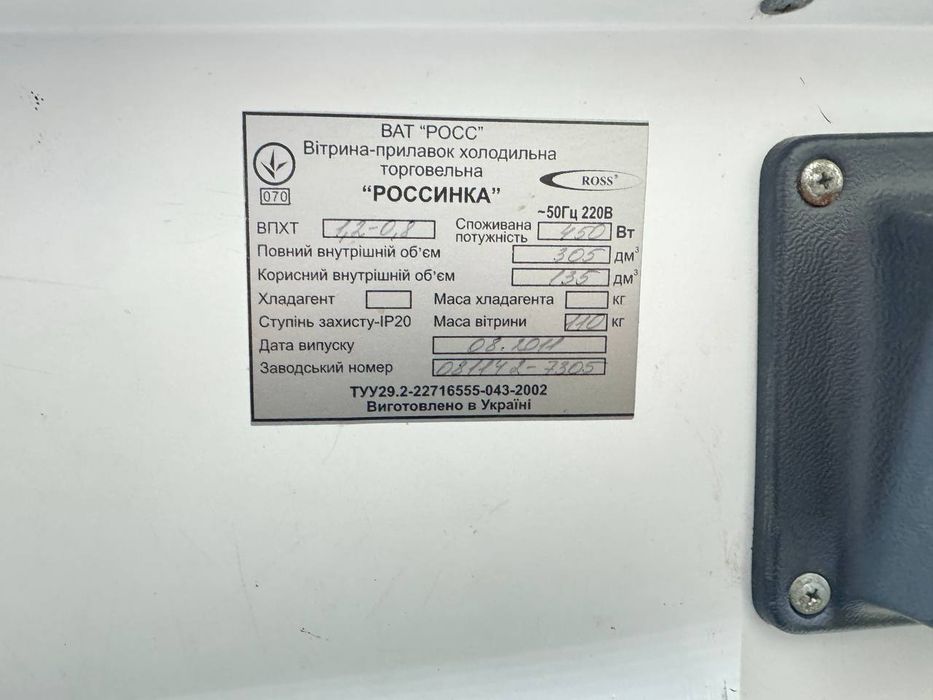 ВАТ "РОСС"
Вітрина-прилавок холодильна
торговельна
"РОССИНКА"
070
ROSS®
~50Гц 220В
ВПХТ 1,2-0,8 Споживана потужність 450 Вт
Повний внутрішній об'єм 305 дм³
Корисний внутрішній об'єм 135 дм³
Хладагент Маса хладагента кг
Ступінь захисту-IP20 Маса вітрини 110 кг
Дата випуску 08.2011
Заводський номер 081142-7305
ТУУ29.2-22716555-043-2002
Виготовлено в Україні